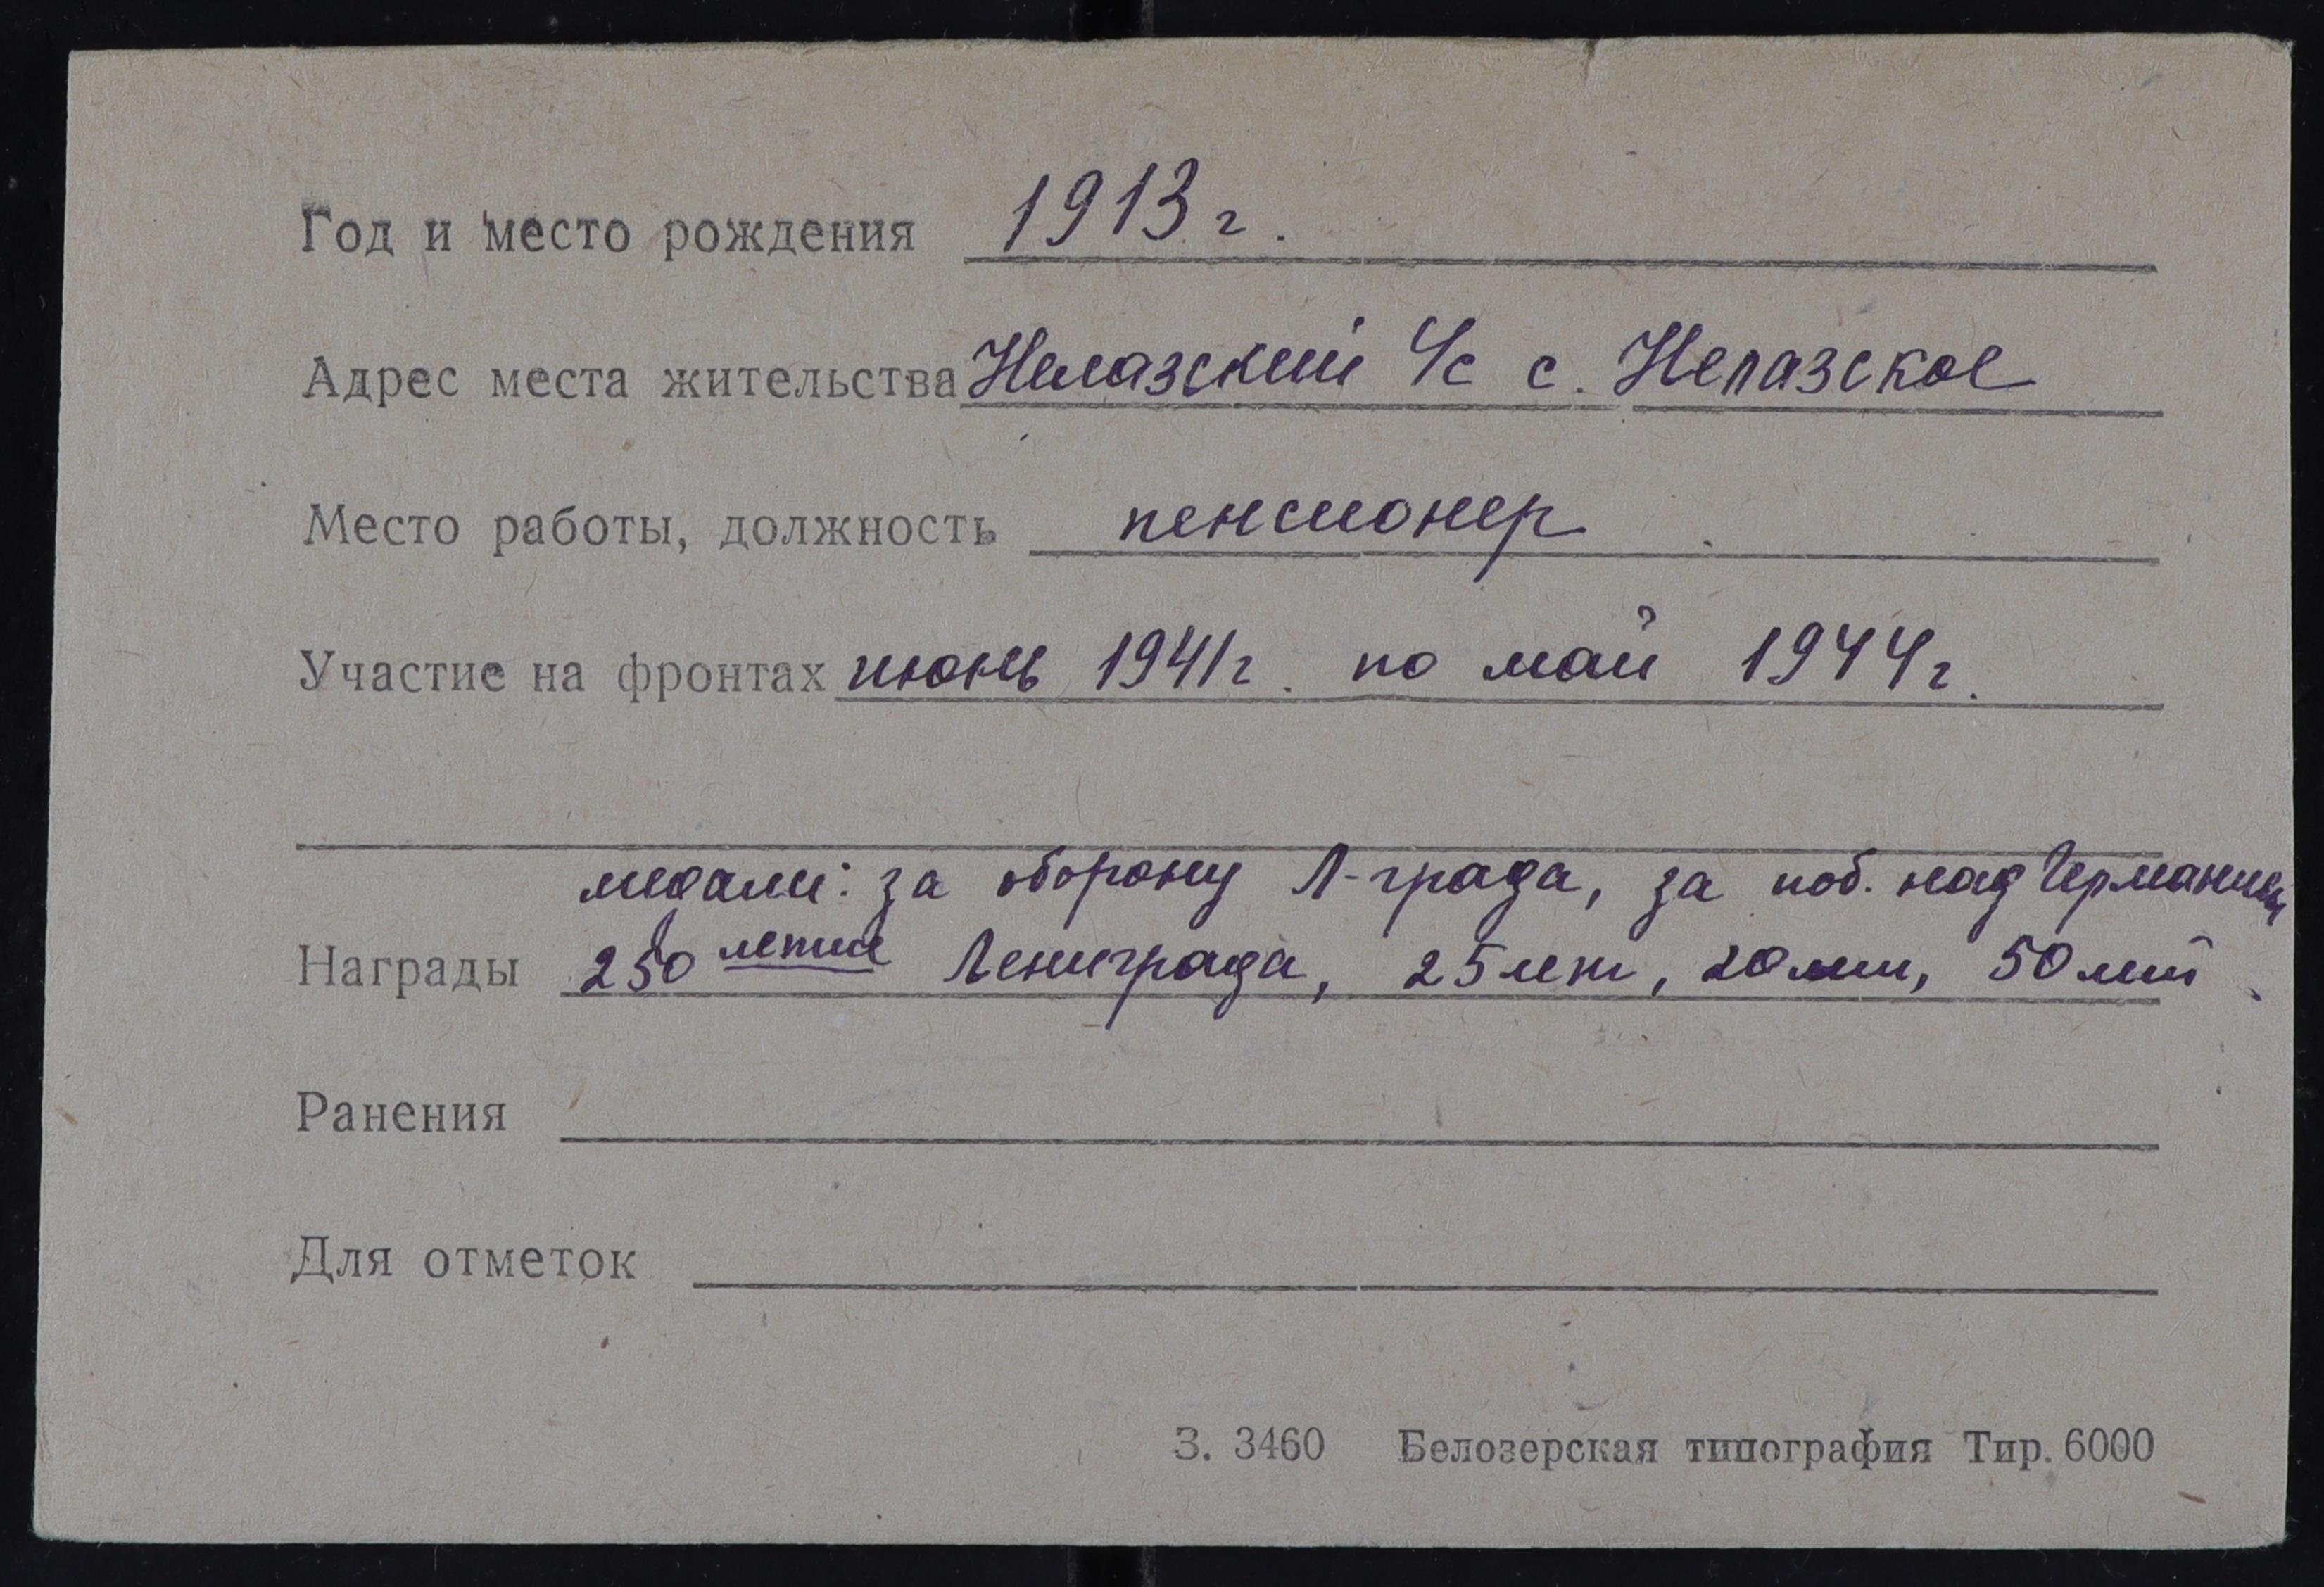 Год и место рождения 1913 г.
Адрес места жительства Нелазский с/с с. Нелазское
Место работы, должность пенсионер
Участие на фронтах июнь 1941 г. по май 1944 г.
медали: за оборону Л-града, за поб. над Германией
Награды 250 летие Лениграда, 25 лет, 20 лет, 50 лет
Ранения
Для отметок
З. 3460 Белозерская типография Тир. 6000